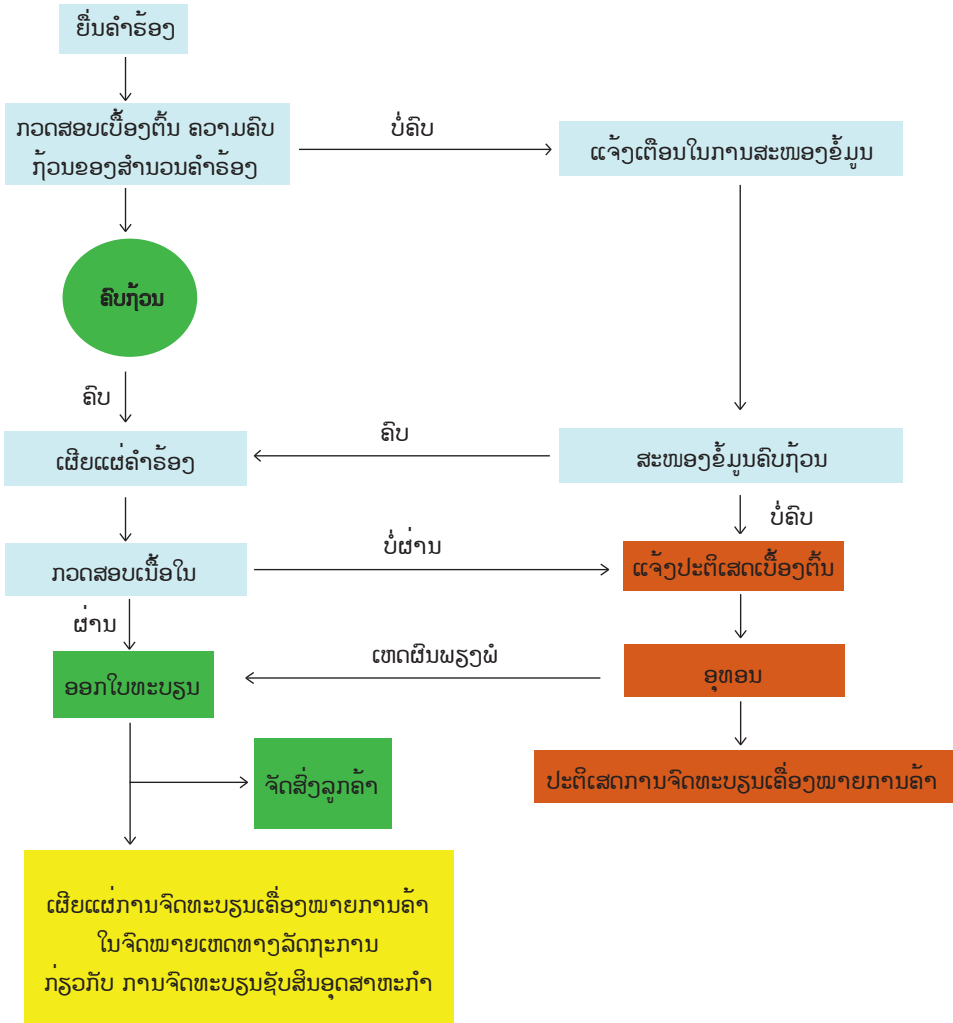 ຍື່ນຄຳຮ້ອງ
ກວດສອບເບື້ອງຕົ້ນ ຄວາມຄົບ
ຖ້ວນຂອງສຳນວນຄຳຮ້ອງ
ບໍ່ຄົບ
ແຈ້ງເຕືອນໃນການສະໜອງຂໍ້ມູນ
ຄົບຖ້ວນ
ຄົບ
ເຜີຍແຜ່ຄຳຮ້ອງ
ຄົບ
ສະໜອງຂໍ້ມູນຄົບຖ້ວນ
ບໍ່ຄົບ
ກວດສອບເນື້ອໃນ
ບໍ່ຜ່ານ
ແຈ້ງປະຕິເສດເບື້ອງຕົ້ນ
ຜ່ານ
ເຫດຜົນພຽງພໍ
ອຸທອນ
ອອກໃບທະບຽນ
ຈັດສົ່ງລູກຄ້າ
ປະຕິເສດການຈົດທະບຽນເຄື່ອງໝາຍການຄ້າ
ເຜີຍແຜ່ການຈົດທະບຽນເຄື່ອງໝາຍການຄ້າ
ໃນຈົດໝາຍເຫດທາງລັດຖະການ
ກ່ຽວກັບ ການຈົດທະບຽນຊັບສິນອຸດສາຫະກຳ